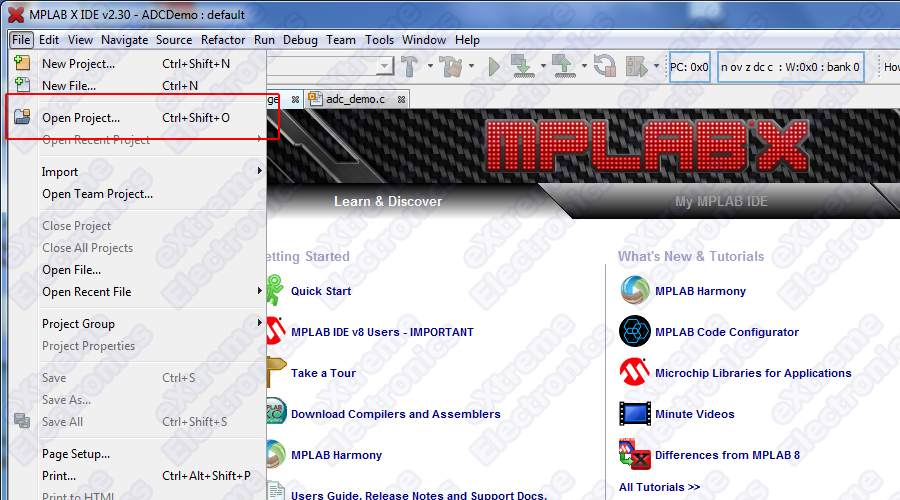 MPLAB X IDE v2.30 - ADCDemo : default
File Edit View Navigate Source Refactor Run Debug Team Tools Window Help
New Project... Ctrl+Shift+N
PC: 0x0 n ov z dc c : W:0x0 : bank 0 How
New File... Ctrl+N
ge adc_demo.c
Open Project... Ctrl+Shift+O
Open Recent Project
MPLAB X
Import
Open Team Project...
Learn & Discover My MPLAB IDE
Close Project
Close All Projects
etting Started What's New & Tutorials
Open File...
Open Recent File
Quick Start MPLAB Harmony
Project Group
MPLAB IDE v8 Users - IMPORTANT MPLAB Code Configurator
Project Properties
Save Ctrl+S
Take a Tour Microchip Libraries for Applications
Save As...
Save All Ctrl+Shift+S
Download Compilers and Assemblers Minute Videos
Page Setup...
MPLAB Harmony Differences from MPLAB 8
Print... Ctrl+Alt+Shift+P
All Tutorials >>
Print to HTML
Users Guide, Release Notes and Support Docs.
eXtreme Electronics